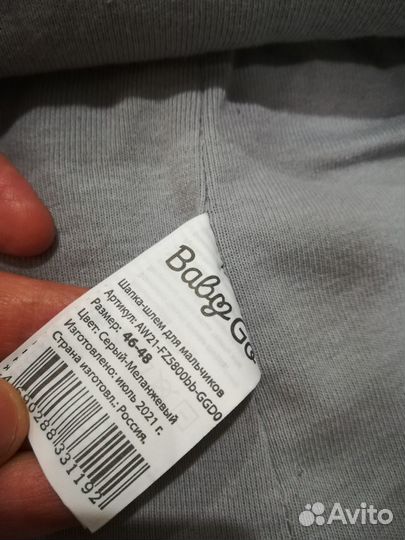 Baby Go
Шапка-шлем для мальчиков
Артикул: AW21-FZ5800bb-GGD0
Размер: 46-48
Цвет: Серый-Меланжевый
Изготовлено: июль 2021 г.
Страна изготовл.: Россия.
88331192
Avito